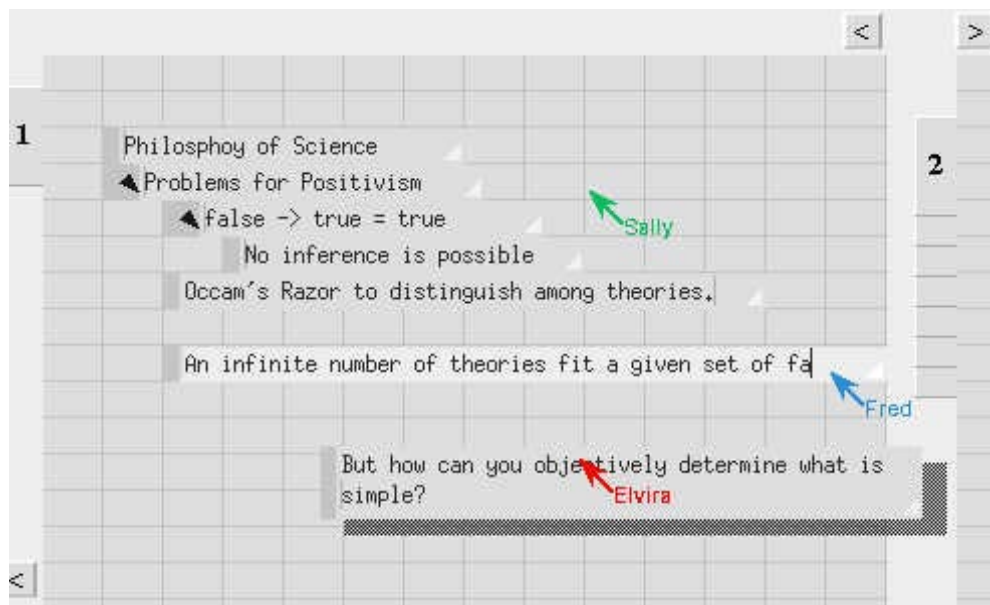 <
>
1
Philosphoy of Science
Problems for Positivism
2
false -> true = true
Sally
No inference is possible
Occam's Razor to distinguish among theories.
An infinite number of theories fit a given set of fa
Fred
But how can you objectively determine what is
simple?
Elvira
<